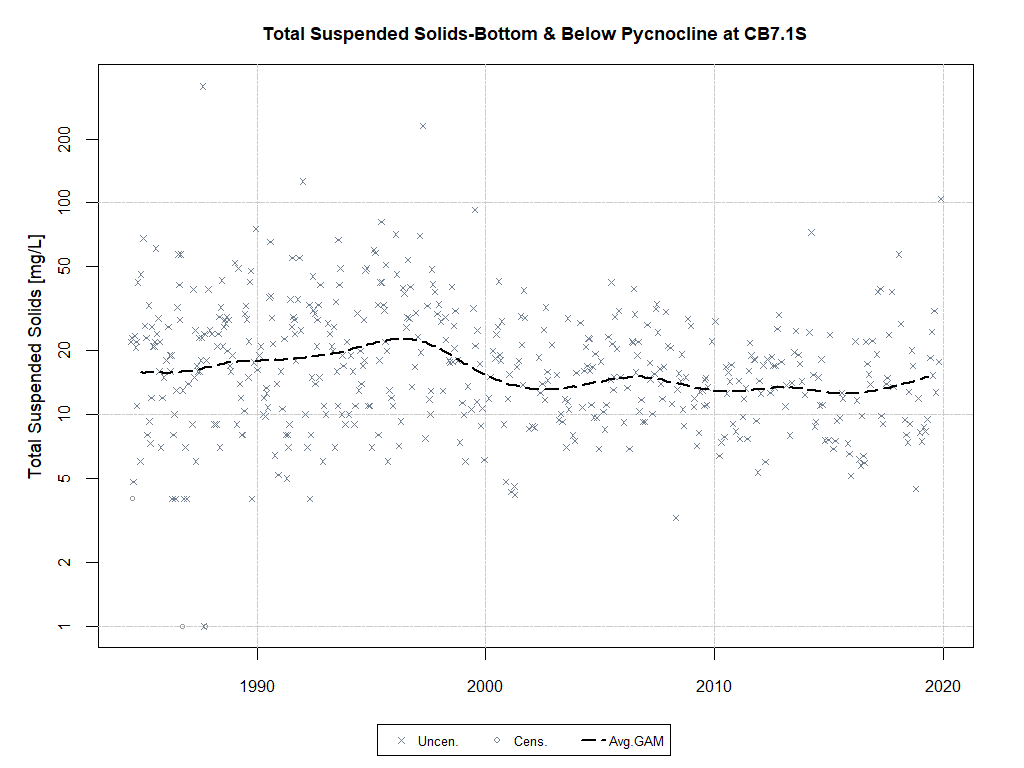 Total Suspended Solids-Bottom & Below Pycnocline at CB7.1S
Total Suspended Solids [mg/L]
200
100
50
20
10
5
2
1
1990 2000 2010 2020
Uncen. Cens. Avg.GAM